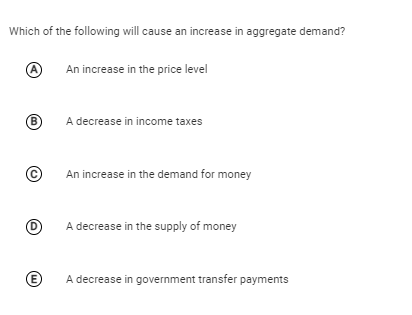 Which of the following will cause an increase in aggregate demand?
A An increase in the price level
B A decrease in income taxes
C An increase in the demand for money
D A decrease in the supply of money
E A decrease in government transfer payments